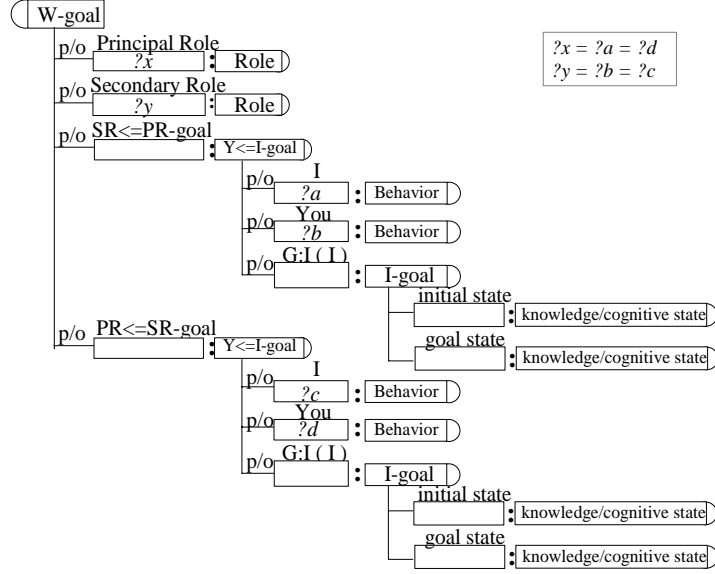 W-goal
p/o Principal Role
?x : Role
p/o Secondary Role
?y : Role
p/o SR<=PR-goal
: Y<=I-goal
p/o I
?a : Behavior
p/o You
?b : Behavior
p/o G:I ( I )
: I-goal
initial state
: knowledge/cognitive state
goal state
: knowledge/cognitive state
p/o PR<=SR-goal
: Y<=I-goal
p/o I
?c : Behavior
p/o You
?d : Behavior
p/o G:I ( I )
: I-goal
initial state
: knowledge/cognitive state
goal state
: knowledge/cognitive state
?x = ?a = ?d
?y = ?b = ?c